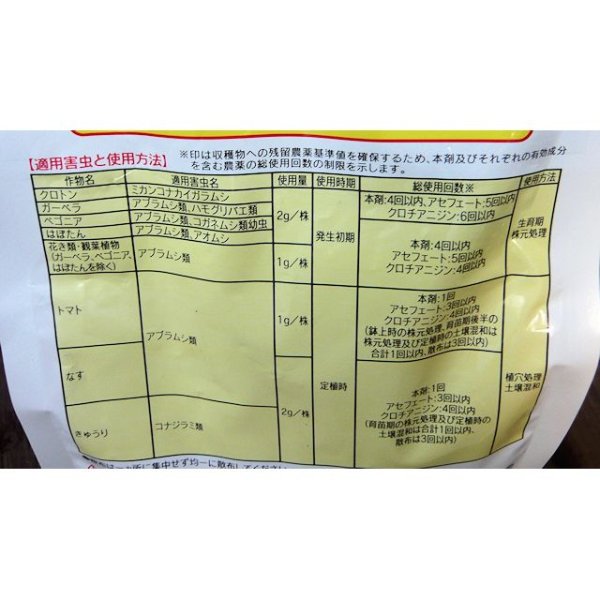 【適用害虫と使用方法】
※印は収穫物への残留農薬基準値を確保するため、本剤及びそれぞれの有効成分
を含む農薬の総使用回数の制限を示します。
作物名 適用害虫名 使用量 使用時期 総使用回数※ 使用方法
クロトン ミカンコナカイガラムシ
ガーベラ アブラムシ類、ハモグリバエ類
ベゴニア アブラムシ類、コガネムシ類幼虫
はぼたん アブラムシ類、アオムシ
2g／株
本剤:4回以内、アセフェート:5回以内
クロチアニジン:6回以内
花き類・観葉植物
(ガーベラ、ベゴニア、
はぼたんを除く)
アブラムシ類
1g／株
発生初期
本剤:4回以内
アセフェート:5回以内
クロチアニジン:4回以内
生育期
株元処理
トマト
アブラムシ類
1g／株
本剤:1回
アセフェート:3回以内
クロチアニジン:4回以内
(鉢上時の株元処理、育苗期後半の
株元処理及び定植時の土壌混和は
合計1回以内、散布は3回以内)
なす
2g／株
定植時
本剤:1回
アセフェート:3回以内
クロチアニジン:4回以内
(育苗期の株元処理及び定植時の
土壌混和は合計1回以内、
散布は3回以内)
植穴処理
土壌混和
きゅうり コナジラミ類
に集中せず均一に散布してください